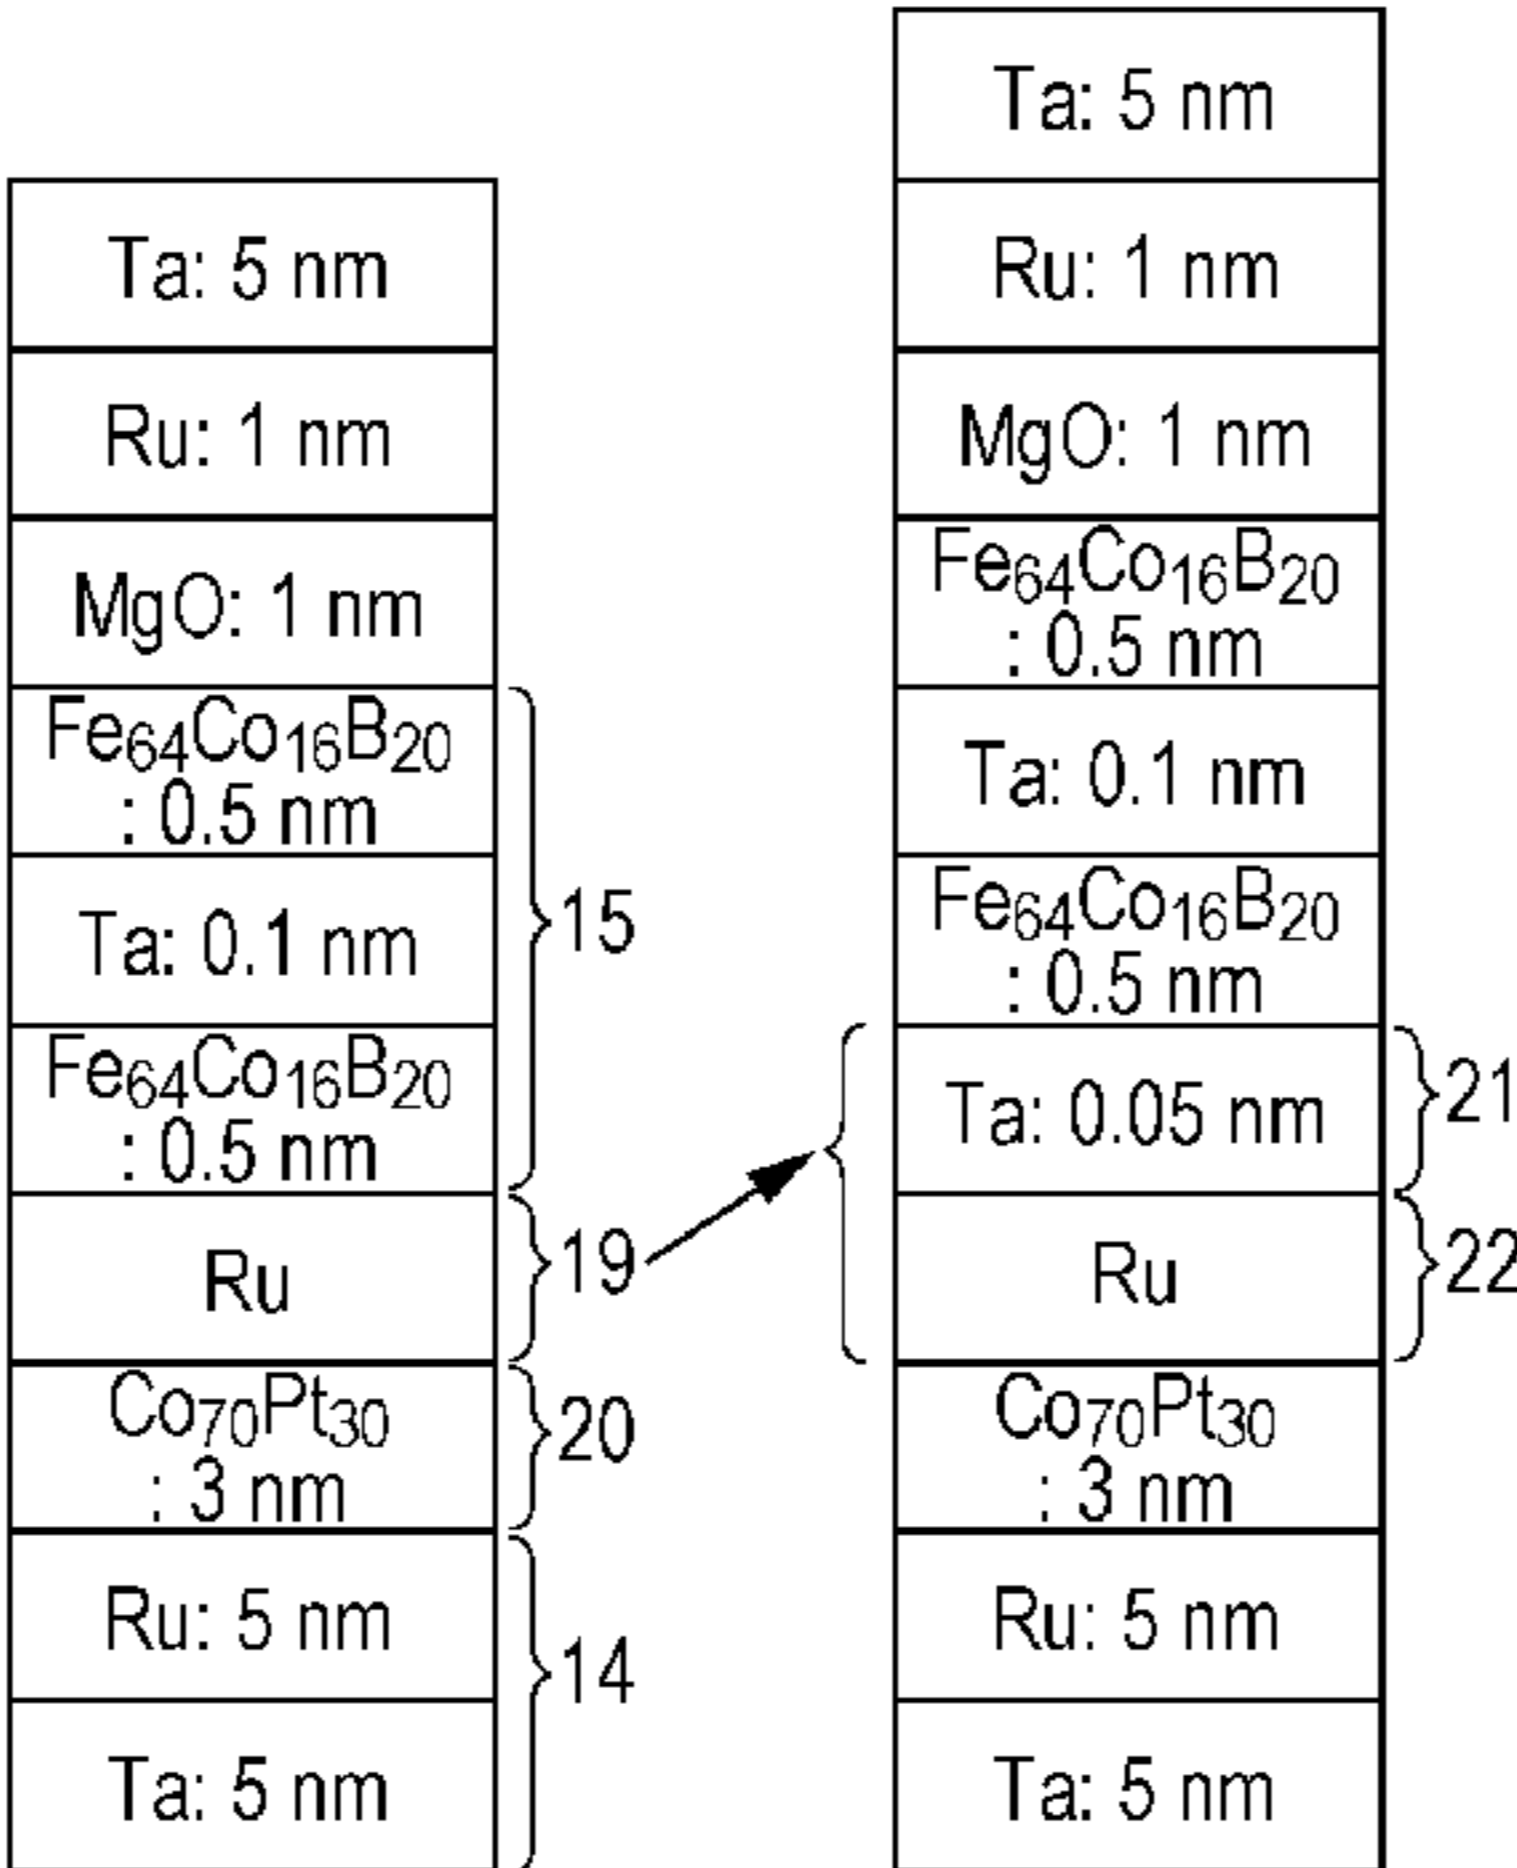 Ta: 5 nm
Ru: 1 nm
MgO: 1 nm
Fe64Co16B20
: 0.5 nm
Ta: 0.1 nm
Fe64Co16B20
: 0.5 nm
Ru
Co70Pt30
: 3 nm
Ru: 5 nm
Ta: 5 nm
15
19
20
14
Ta: 5 nm
Ru: 1 nm
MgO: 1 nm
Fe64Co16B20
: 0.5 nm
Ta: 0.1 nm
Fe64Co16B20
: 0.5 nm
Ta: 0.05 nm
Ru
Co70Pt30
: 3 nm
Ru: 5 nm
Ta: 5 nm
21
22